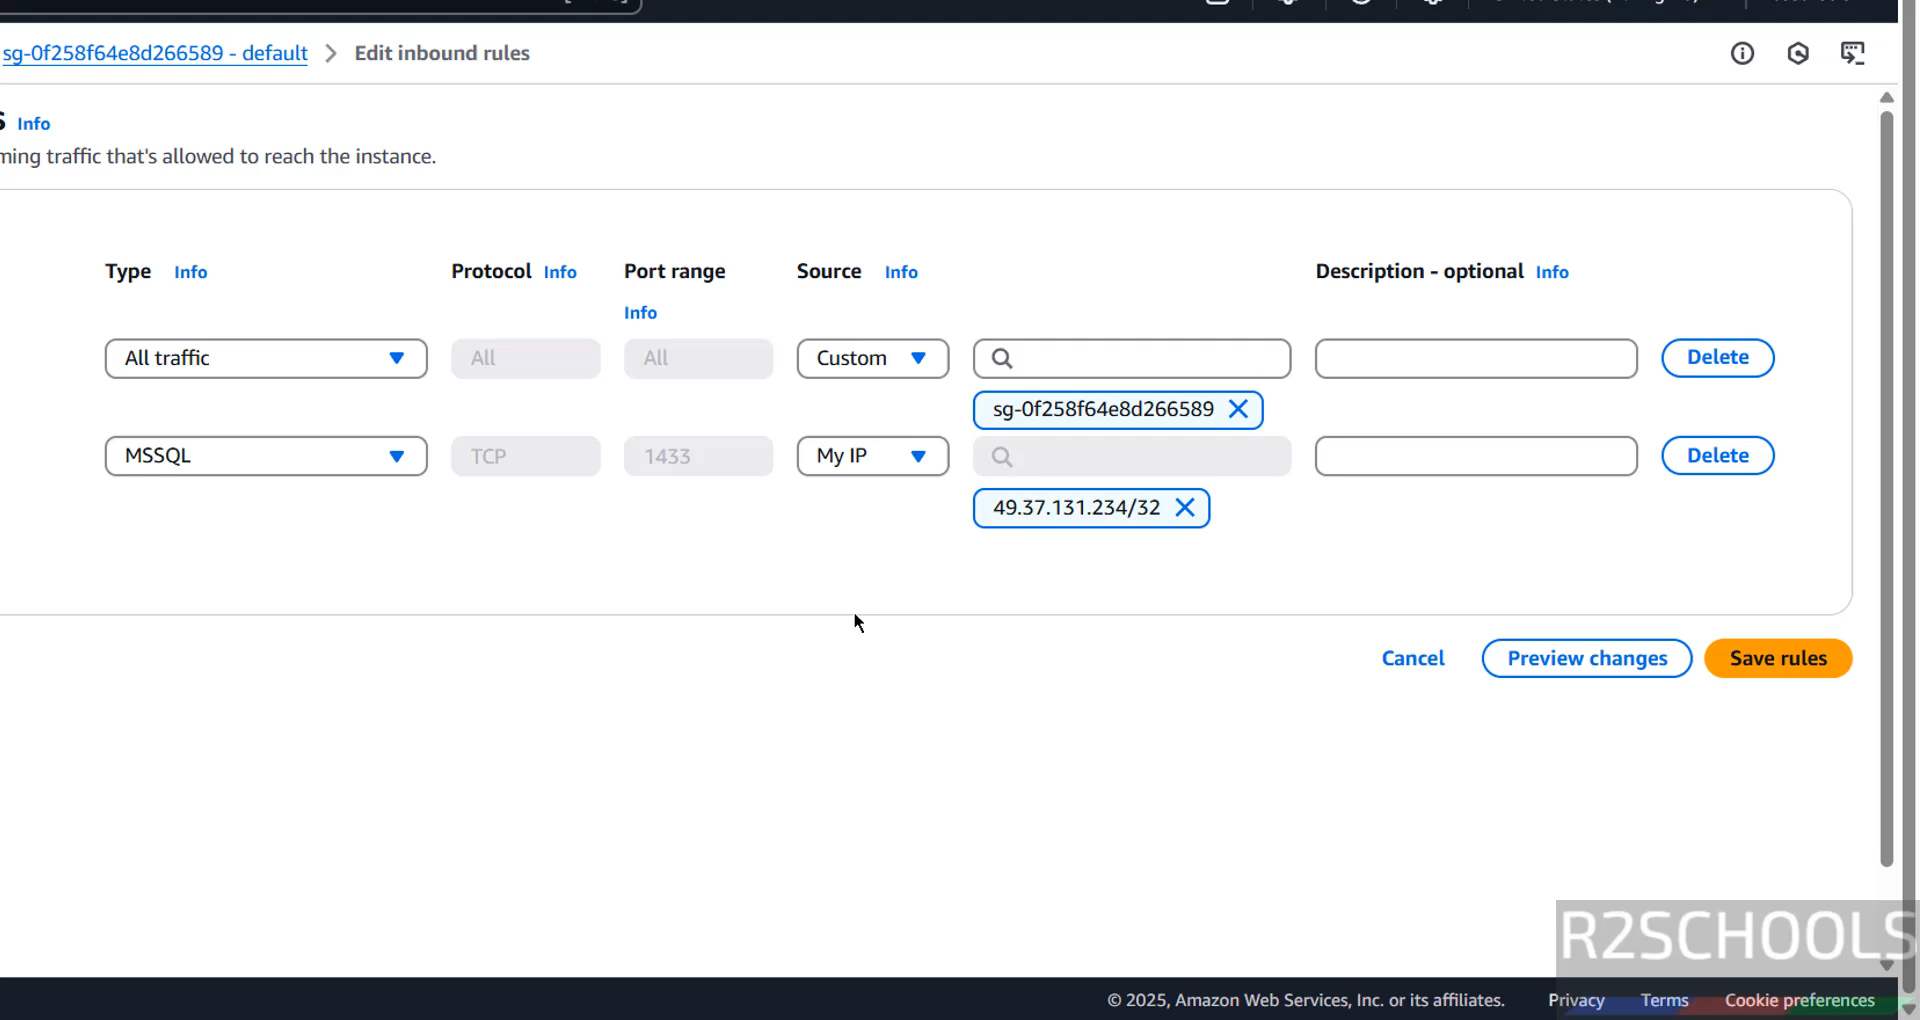 sg-0f258f64e8d266589 - default > Edit inbound rules
Info
ming traffic that's allowed to reach the instance.
Type Info Protocol Info Port range Source Info Description - optional Info
Info
All traffic All All Custom Delete
sg-0f258f64e8d266589
MSSQL TCP 1433 My IP Delete
49.37.131.234/32
Cancel Preview changes Save rules
R2SCHOOLS
© 2025, Amazon Web Services, Inc. or its affiliates. Privacy Terms Cookie preferences